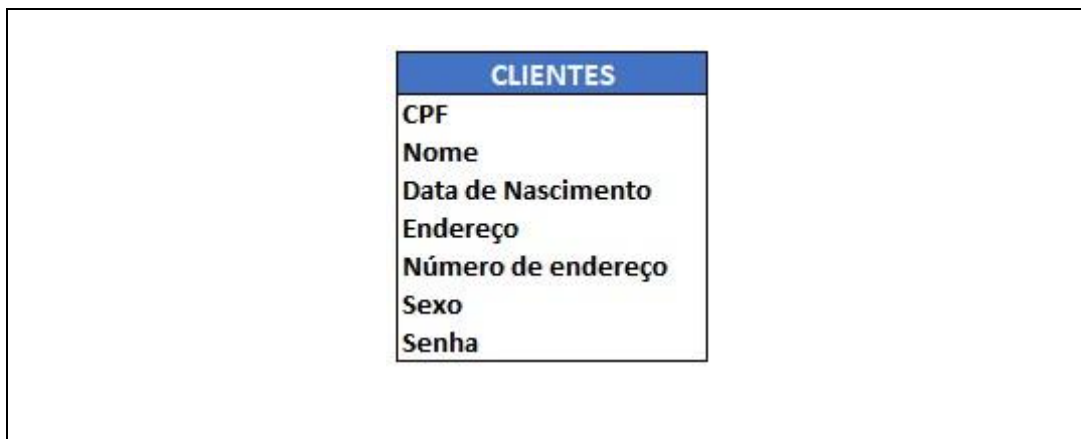 CLIENTES
CPF
Nome
Data de Nascimento
Endereço
Número de endereço
Sexo
Senha